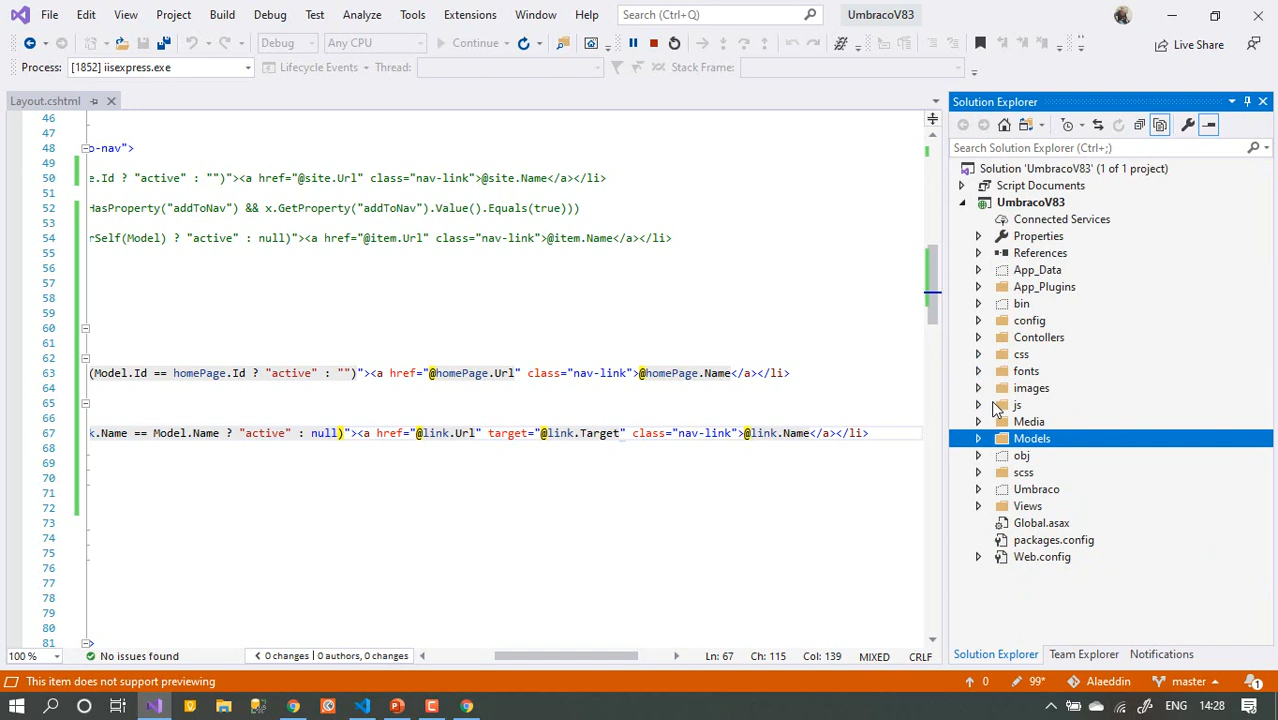 File Edit View Project Build Debug Test Analyze Tools Extensions Window Help Search (Ctrl+Q) UmbracoV83
Debug Any CPU Continue Live Share
Process: [1852] iisexpress.exe Lifecycle Events Thread: Stack Frame:
Layout.cshtml
46
47
48 o-nav">
49
50 e.Id ? "active" : "")"><a href="@site.Url" class="nav-link">@site.Name</a></li>
51
52 HasProperty("addToNav") && x.GetProperty("addToNav").Value().Equals(true)))
53
54 rSelf(Model) ? "active" : null)"><a href="@item.Url" class="nav-link">@item.Name</a></li>
55
56
57
58
59
60
61
62
63 (Model.Id == homePage.Id ? "active" : "")"><a href="@homePage.Url" class="nav-link">@homePage.Name</a></li>
64
65
66
67 k.Name == Model.Name ? "active" : null)"><a href="@link.Url" target="@link.Target" class="nav-link">@link.Name</a></li>
68
69
70
71
72
73
74
75
76
77
78
79
80
81 >
100 % No issues found 0 changes | 0 authors, 0 changes Ln: 67 Ch: 115 Col: 139 MIXED CRLF
Solution Explorer
Search Solution Explorer (Ctrl+;)
Solution 'UmbracoV83' (1 of 1 project)
Script Documents
UmbracoV83
Connected Services
Properties
References
App_Data
App_Plugins
bin
config
Contollers
css
fonts
images
js
Media
Models
obj
scss
Umbraco
Views
Global.asax
packages.config
Web.config
Solution Explorer Team Explorer Notifications
This item does not support previewing 0 99* Alaeddin master 1
ENG 14:28